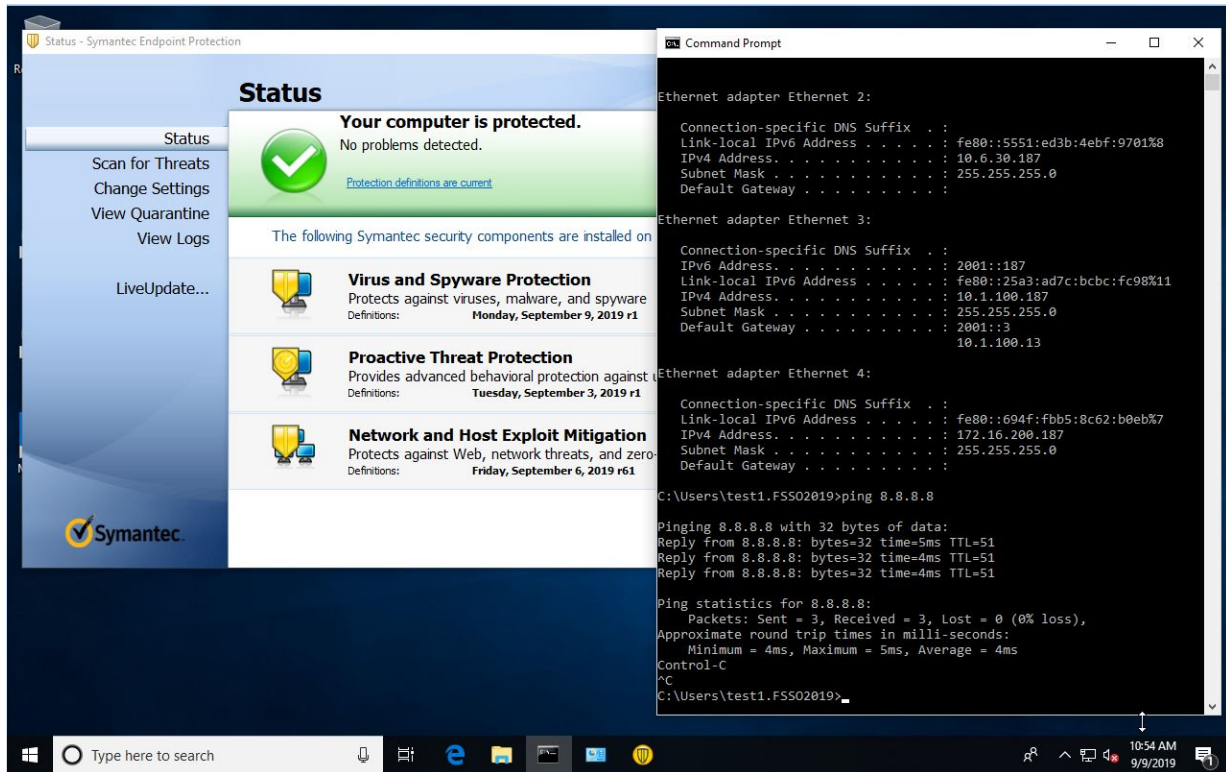 Status - Symantec Endpoint Protection
Status
Status
Scan for Threats
Change Settings
View Quarantine
View Logs
LiveUpdate...
Symantec.
Your computer is protected.
No problems detected.
Protection definitions are current
The following Symantec security components are installed on
Virus and Spyware Protection
Protects against viruses, malware, and spyware
Definitions: Monday, September 9, 2019 r1
Proactive Threat Protection
Provides advanced behavioral protection against
Definitions: Tuesday, September 3, 2019 r1
Network and Host Exploit Mitigation
Protects against Web, network threats, and zero-
Definitions: Friday, September 6, 2019 r61
Command Prompt
Ethernet adapter Ethernet 2:
Connection-specific DNS Suffix . :
Link-local IPv6 Address . . . . . : fe80::5551:ed3b:4ebf:9701%8
IPv4 Address. . . . . . . . . . . : 10.6.30.187
Subnet Mask . . . . . . . . . . . : 255.255.255.0
Default Gateway . . . . . . . . . :
Ethernet adapter Ethernet 3:
Connection-specific DNS Suffix . :
IPv6 Address. . . . . . . . . . . : 2001::187
Link-local IPv6 Address . . . . . : fe80::25a3:ad7c:bcbc:fc98%11
IPv4 Address. . . . . . . . . . . : 10.1.100.187
Subnet Mask . . . . . . . . . . . : 255.255.255.0
Default Gateway . . . . . . . . . : 2001::3
10.1.100.13
Ethernet adapter Ethernet 4:
Connection-specific DNS Suffix . :
Link-local IPv6 Address . . . . . : fe80::694f:fbb5:8c62:b0eb%7
IPv4 Address. . . . . . . . . . . : 172.16.200.187
Subnet Mask . . . . . . . . . . . : 255.255.255.0
Default Gateway . . . . . . . . . :
C:\Users\test1.FSSO2019>ping 8.8.8.8
Pinging 8.8.8.8 with 32 bytes of data:
Reply from 8.8.8.8: bytes=32 time=5ms TTL=51
Reply from 8.8.8.8: bytes=32 time=4ms TTL=51
Reply from 8.8.8.8: bytes=32 time=4ms TTL=51
Ping statistics for 8.8.8.8:
Packets: Sent = 3, Received = 3, Lost = 0 (0% loss),
Approximate round trip times in milli-seconds:
Minimum = 4ms, Maximum = 5ms, Average = 4ms
Control-C
^C
C:\Users\test1.FSSO2019>
Type here to search
10:54 AM
9/9/2019
1